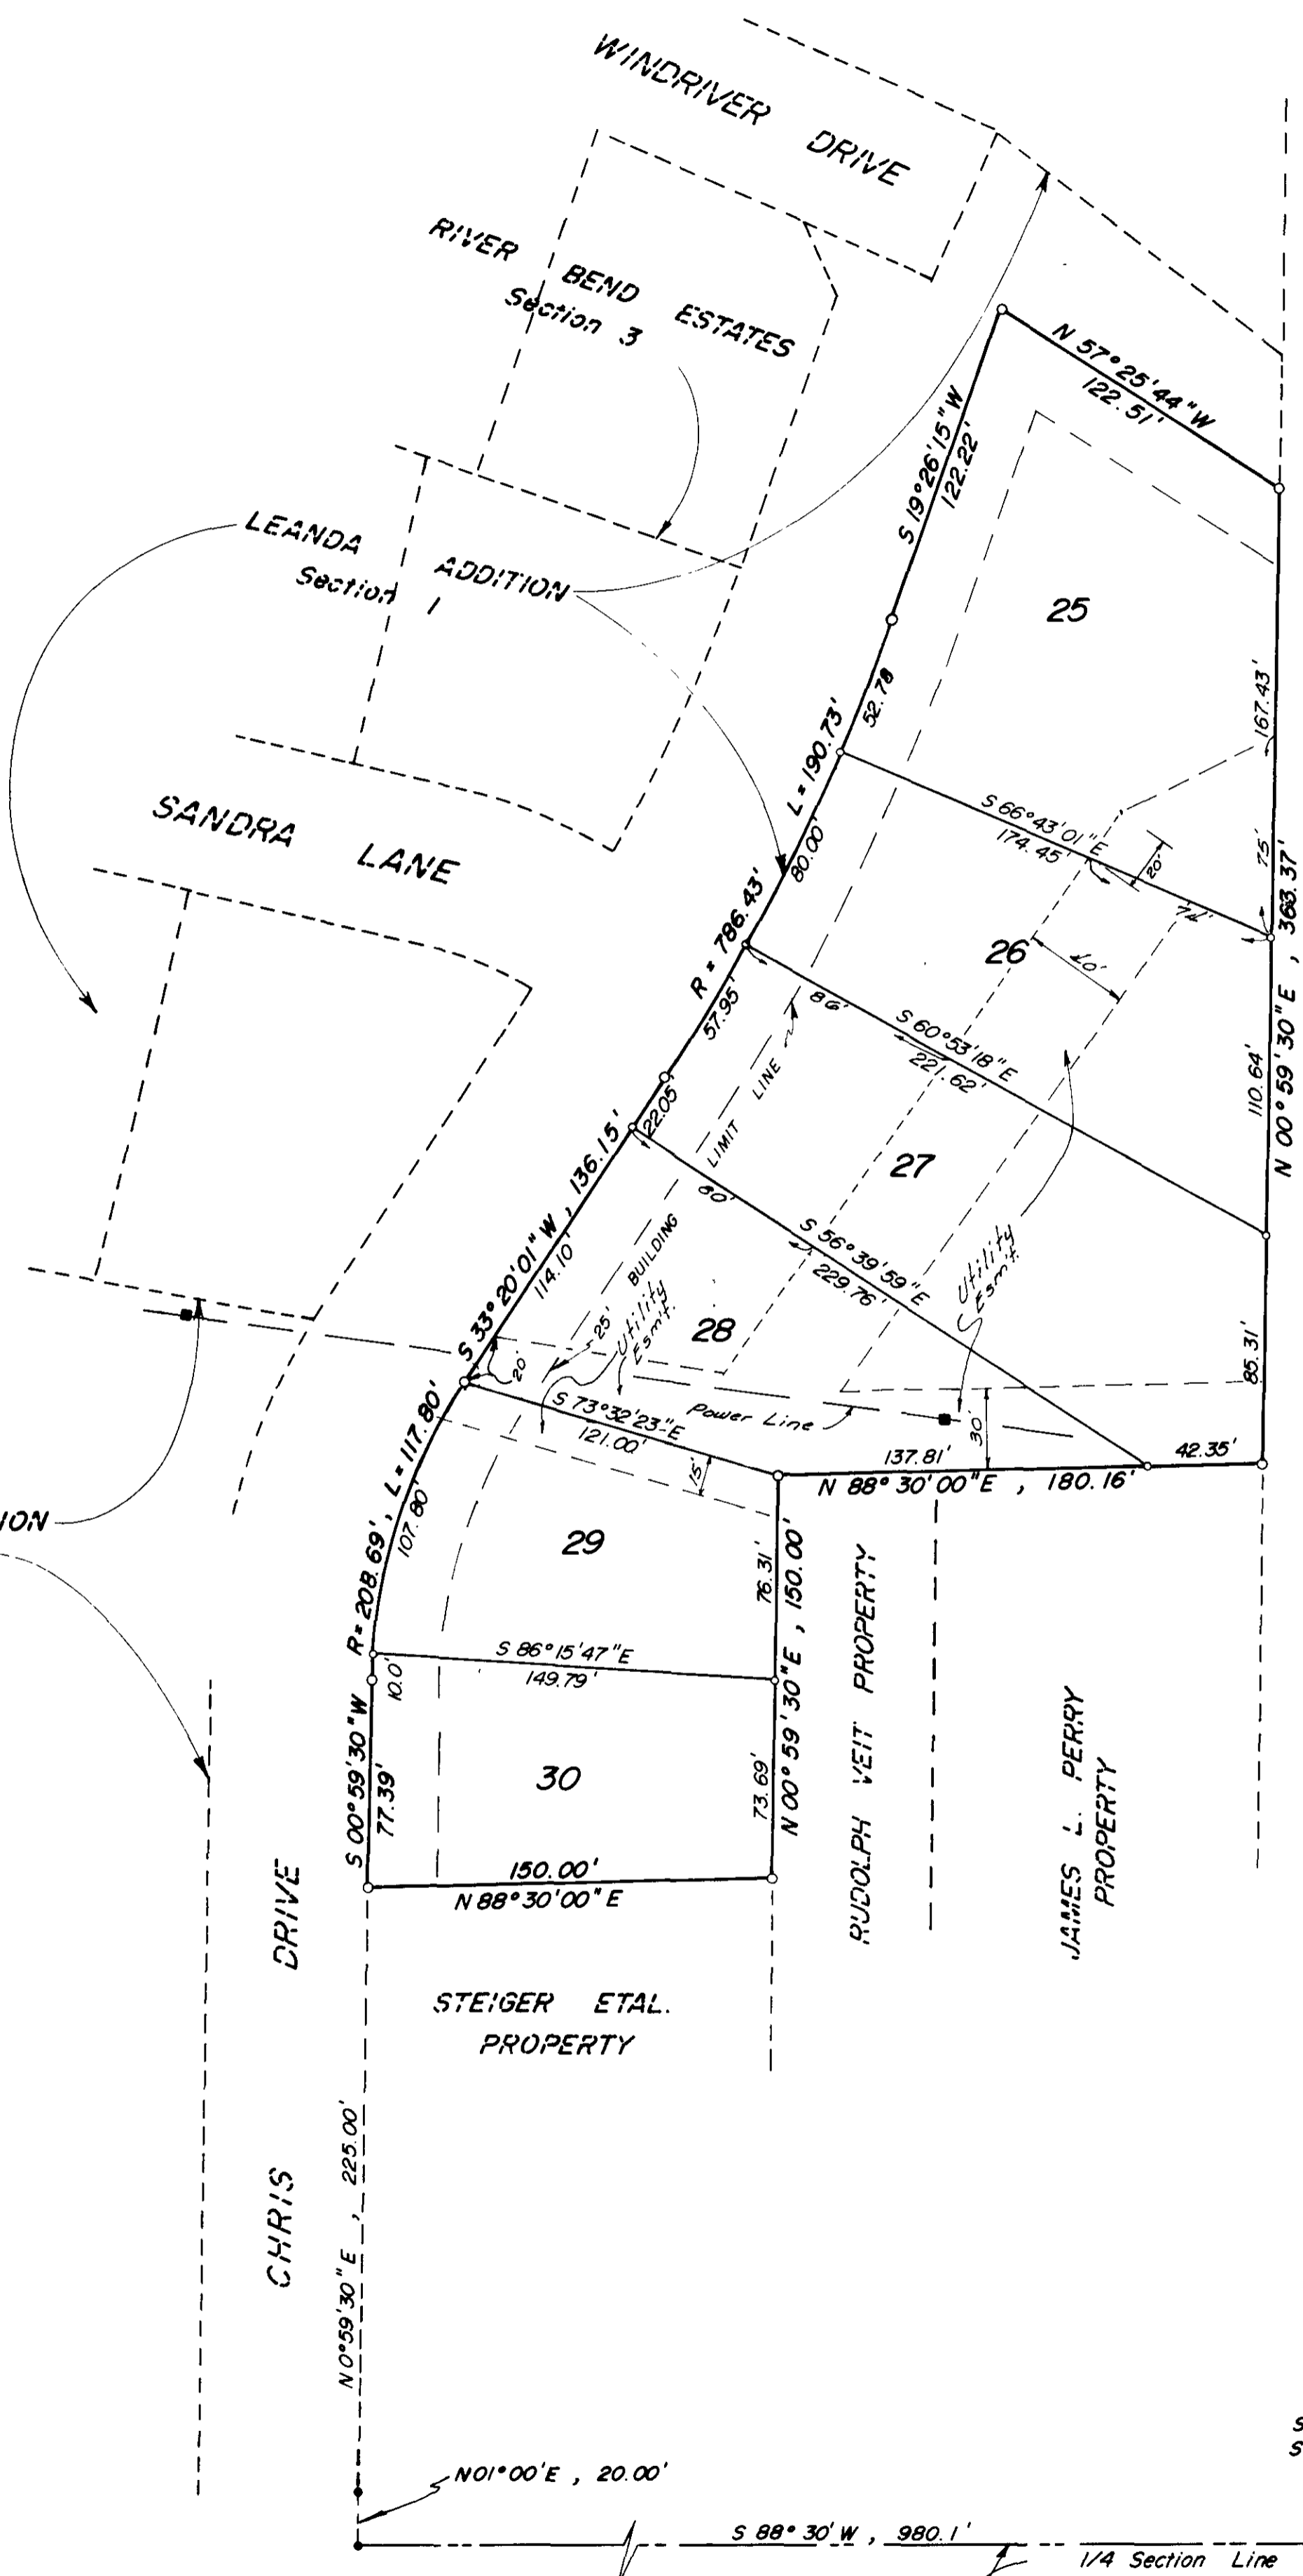 WINDRIVER DRIVE
RIVER BEND ESTATES
Section 3
N 57°25'44"W
122.51'
S 19°26'15"W
122.22'
LEANDA ADDITION
Section 1
25
52.78
167.43'
L = 190.73'
80.00'
S 66°43'01"E
174.45'
20'
75'
74'
SANDRA LANE
R = 786.43'
57.95'
26
40'
N 00°59'30"E , 363.37'
86'
S 60°53'18"E
221.62'
110.64'
22.05'
25' BUILDING LIMIT LINE
27
80'
S 56°39'59"E
229.76'
Utility
Esm't.
S 33°20'01"W , 136.15'
114.10'
28
Utility
Esm't.
20'
85.31'
S 73°32'23"E
121.00'
Power Line
30'
15'
137.81'
42.35'
N 88°30'00"E , 180.16'
R = 208.69' , L = 117.80'
107.80'
ION
29
76.31'
N 00°59'30"E , 150.00'
S 86°15'47"E
149.79'
10.0'
S 00°59'30"W
77.39'
30
73.69'
150.00'
N 88°30'00"E
RUDOLPH VEIT PROPERTY
JAMES L. PERRY
PROPERTY
STEIGER ETAL.
PROPERTY
CHRIS DRIVE
N 0°59'30"E , 225.00'
S
S
N 01°00'E , 20.00'
S 88°30'W , 980.1'
1/4 Section Line